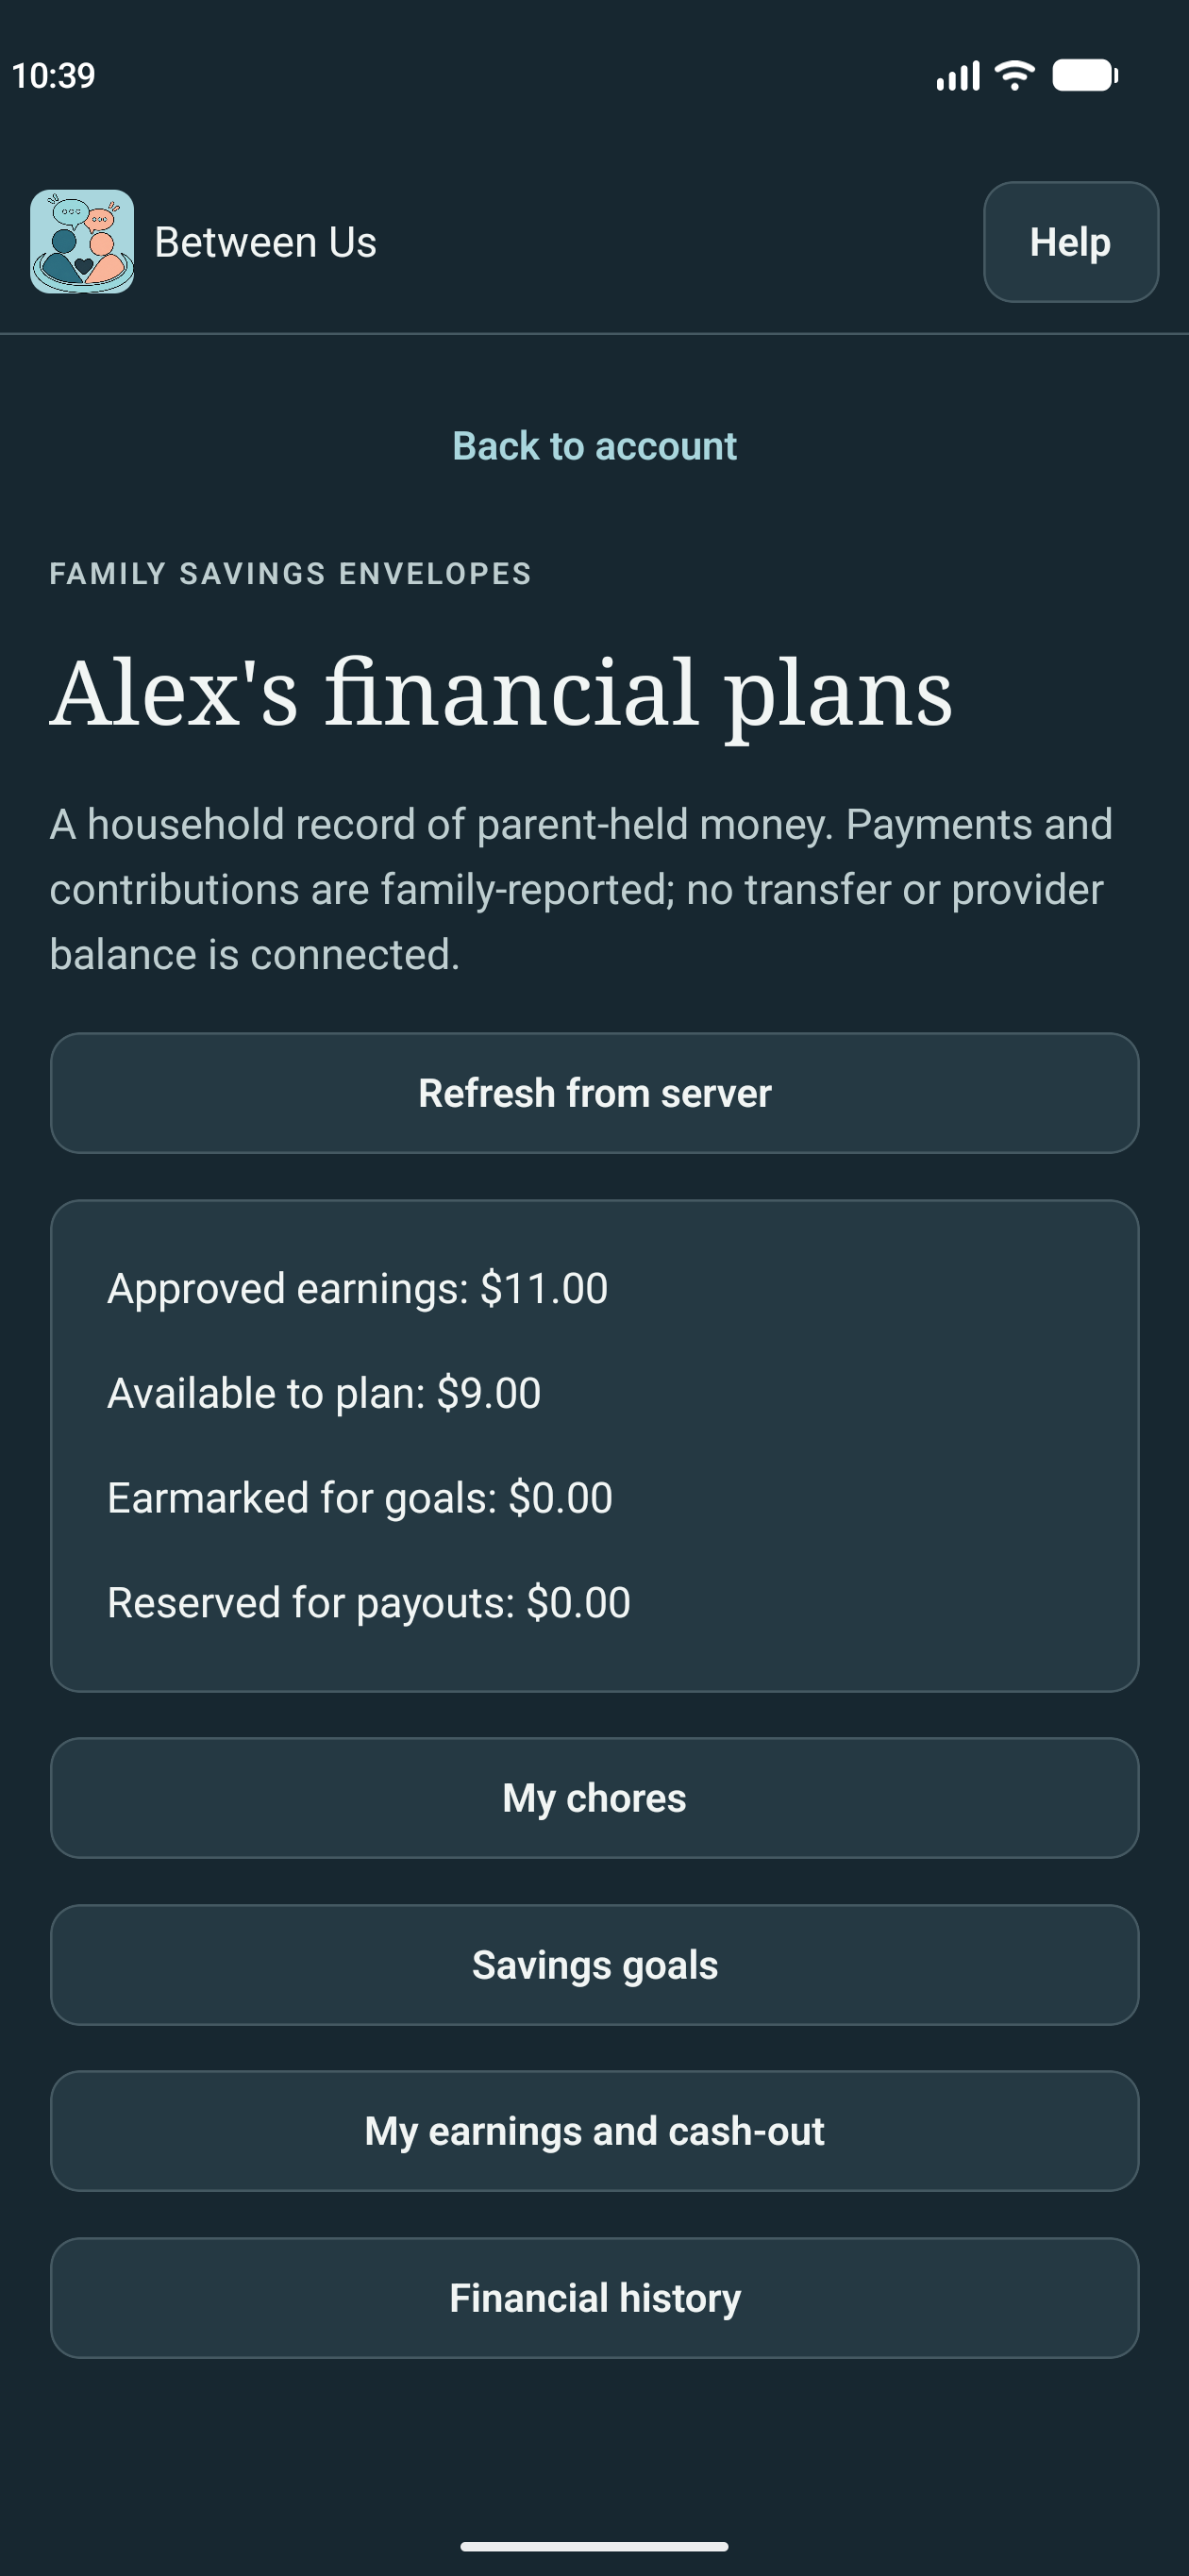 10:39
Between Us
Help
Back to account
FAMILY SAVINGS ENVELOPES
Alex's financial plans
A household record of parent-held money. Payments and
contributions are family-reported; no transfer or provider
balance is connected.
Refresh from server
Approved earnings: $11.00
Available to plan: $9.00
Earmarked for goals: $0.00
Reserved for payouts: $0.00
My chores
Savings goals
My earnings and cash-out
Financial history